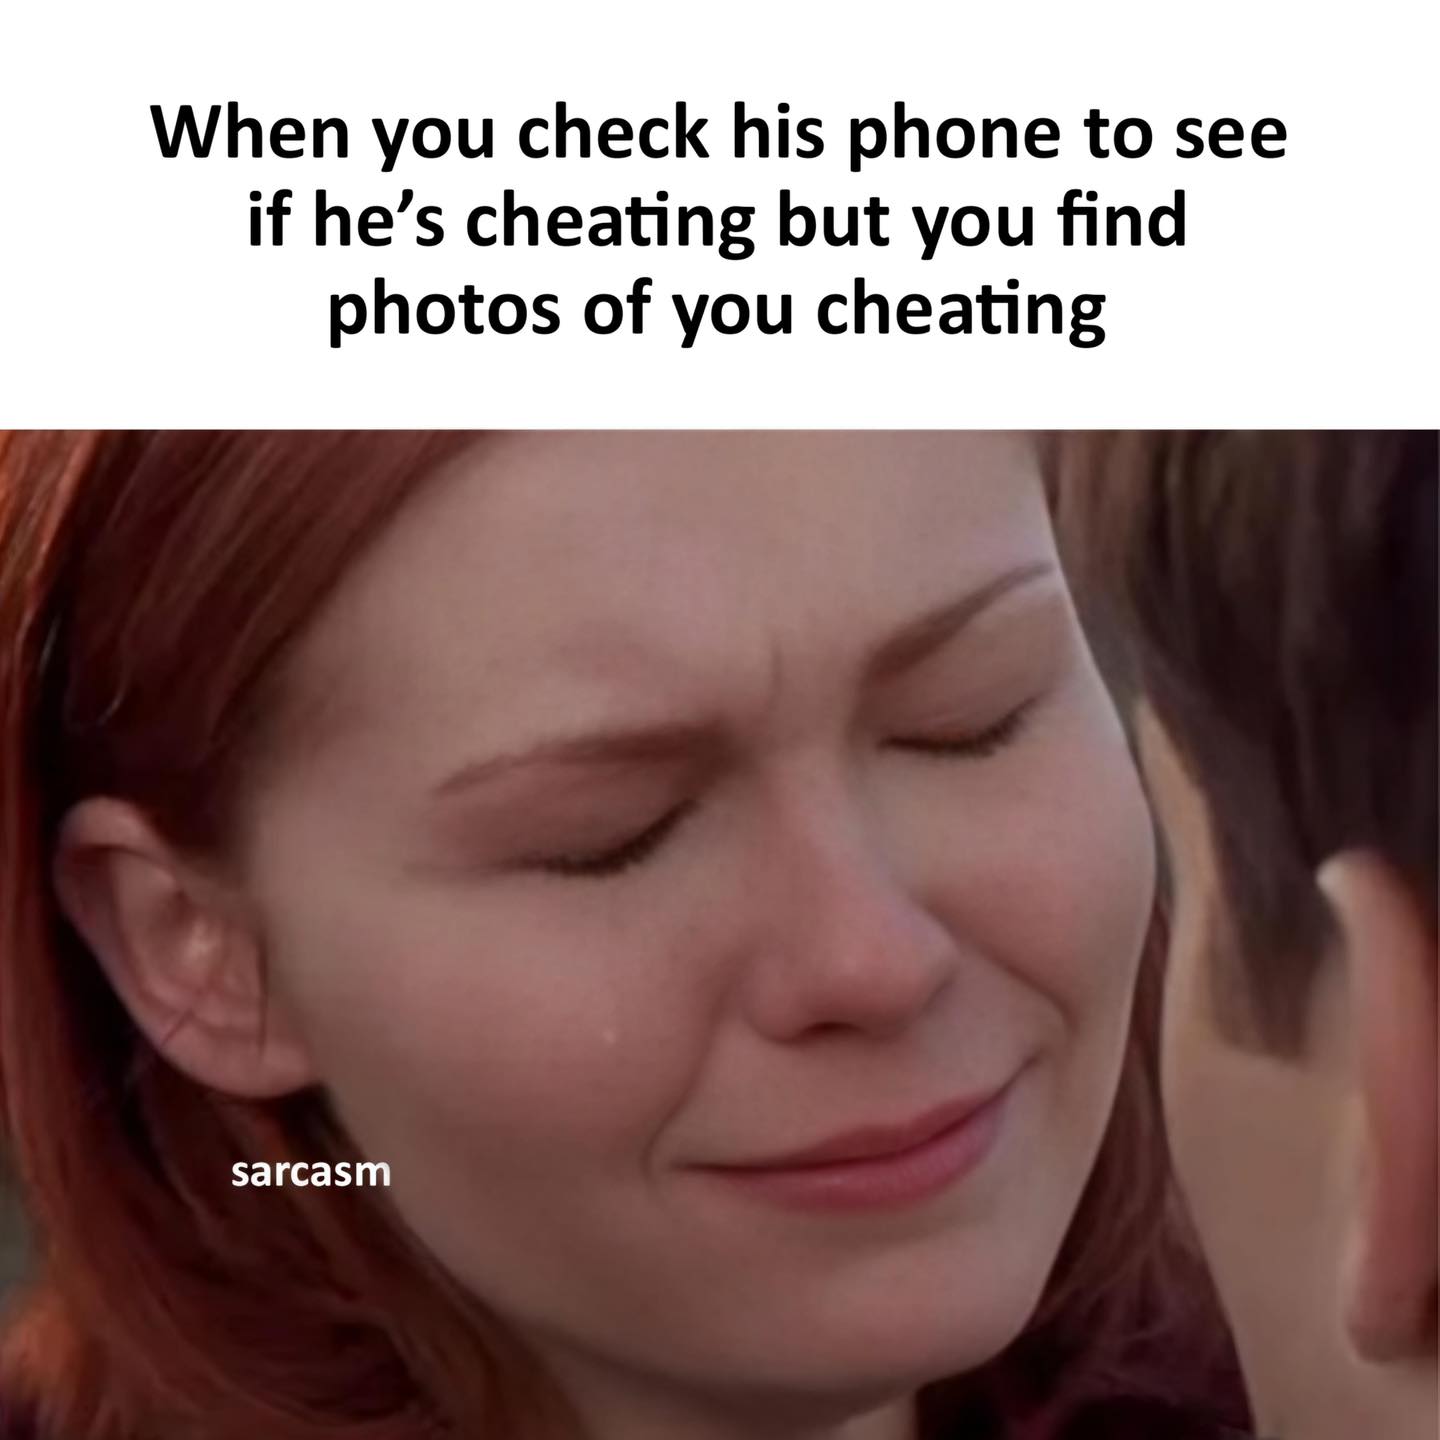 When you check his phone to see
if he’s cheating but you find
photos of you cheating
sarcasm